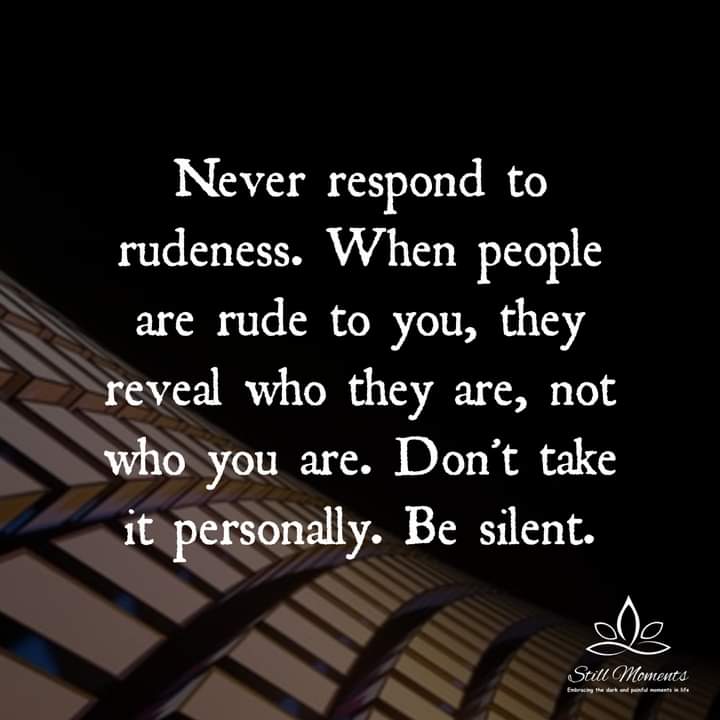 Never respond to
rudeness. When people
are rude to you, they
reveal who they are, not
who you are. Don't take
it personally. Be silent.
Still Moments
Embracing the dark and painful moments in life